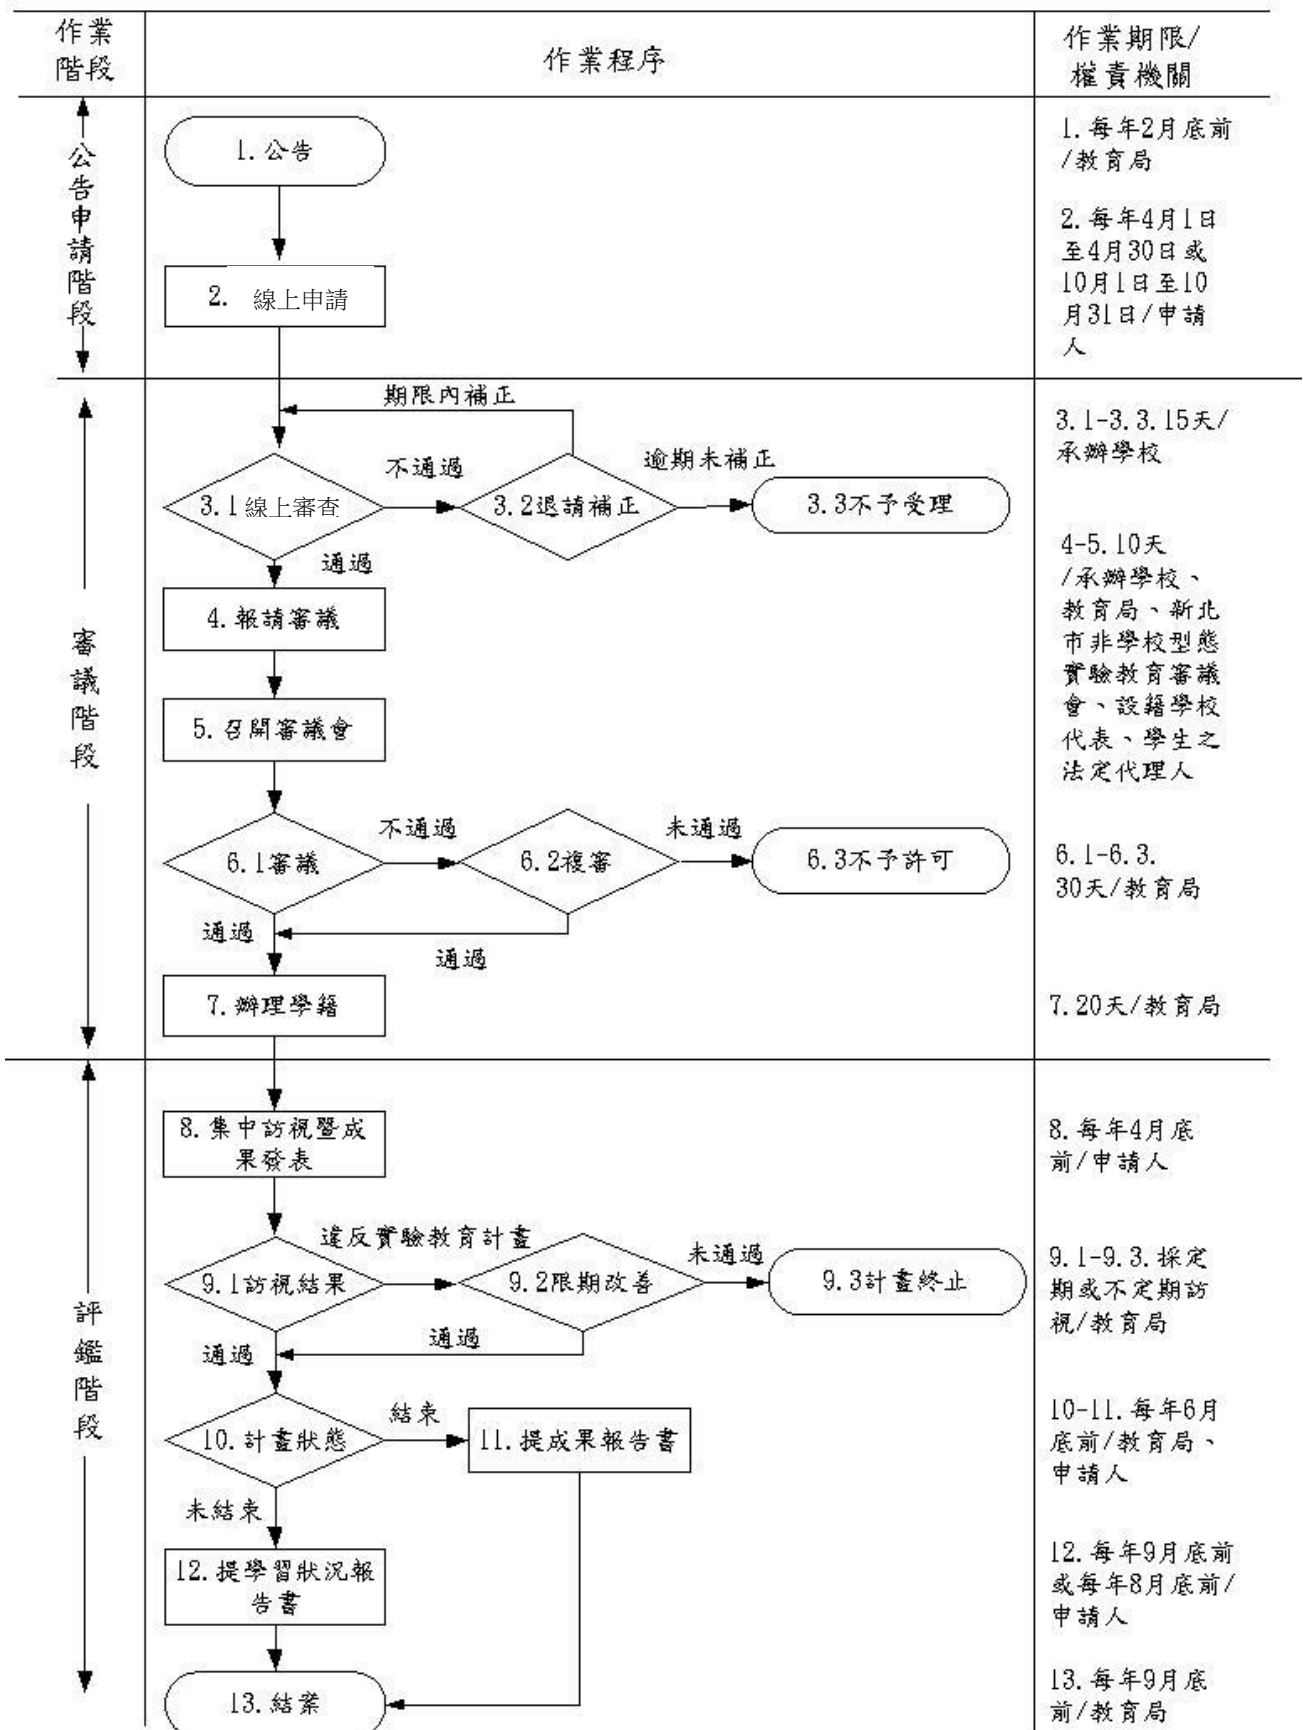 作業
階段
作業程序
作業期限/
權責機關
公告申請階段
1.公告
2. 線上申請
1.每年2月底前
/教育局
2.每年4月1日
至4月30日或
10月1日至10
月31日/申請
人
審議階段
期限內補正
3.1線上審查
不通過
3.2退請補正
逾期未補正
3.3不予受理
通過
4.報請審議
5.召開審議會
6.1審議
不通過
6.2複審
未通過
6.3不予許可
通過
通過
7.辦理學籍
3.1-3.3.15天/
承辦學校
4-5.10天
/承辦學校、
教育局、新北
市非學校型態
實驗教育審議
會、設籍學校
代表、學生之
法定代理人
6.1-6.3.
30天/教育局
7.20天/教育局
評鑑階段
8.集中訪視暨成
果發表
9.1訪視結果
違反實驗教育計畫
9.2限期改善
未通過
9.3計畫終止
通過
通過
10.計畫狀態
結束
11.提成果報告書
未結束
12.提學習狀況報
告書
13.結案
8.每年4月底
前/申請人
9.1-9.3.採定
期或不定期訪
視/教育局
10-11.每年6月
底前/教育局、
申請人
12.每年9月底前
或每年8月底前/
申請人
13.每年9月底
前/教育局